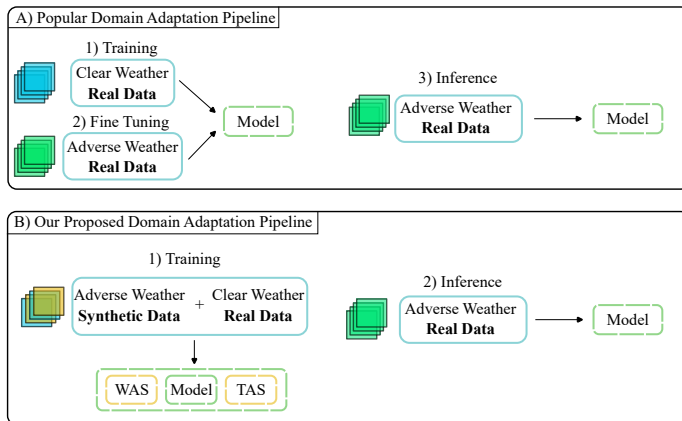 A) Popular Domain Adaptation Pipeline
1) Training
Clear Weather
Real Data
2) Fine Tuning
Adverse Weather
Real Data
Model
3) Inference
Adverse Weather
Real Data
Model
B) Our Proposed Domain Adaptation Pipeline
1) Training
Adverse Weather
Synthetic Data
+
Clear Weather
Real Data
WAS
Model
TAS
2) Inference
Adverse Weather
Real Data
Model